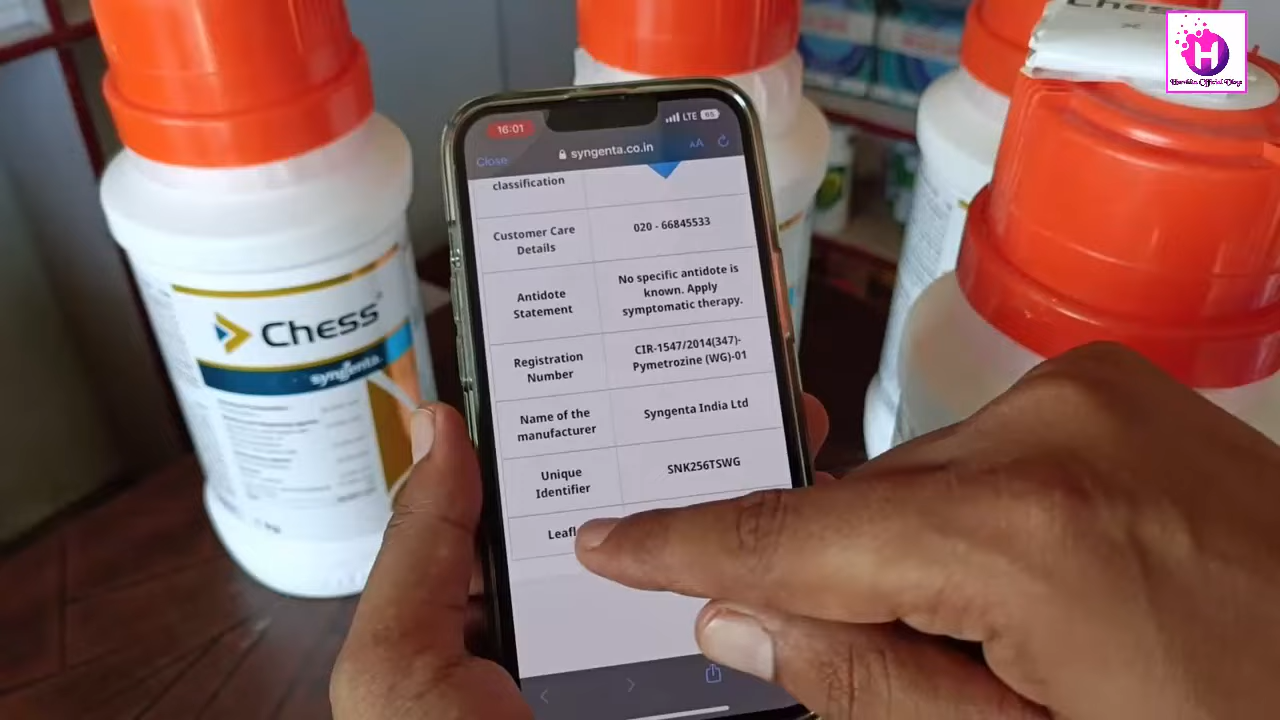 Chess
H
Chess
syngenta
16:01
LTE
65
Close
syngenta.co.in
AA
classification
Customer Care
Details
020 - 66845533
Antidote
Statement
No specific antidote is
known. Apply
symptomatic therapy.
Registration
Number
CIR-1547/2014(347)-
Pymetrozine (WG)-01
Name of the
manufacturer
Syngenta India Ltd
Unique
Identifier
SNK256TSWG
Leafl